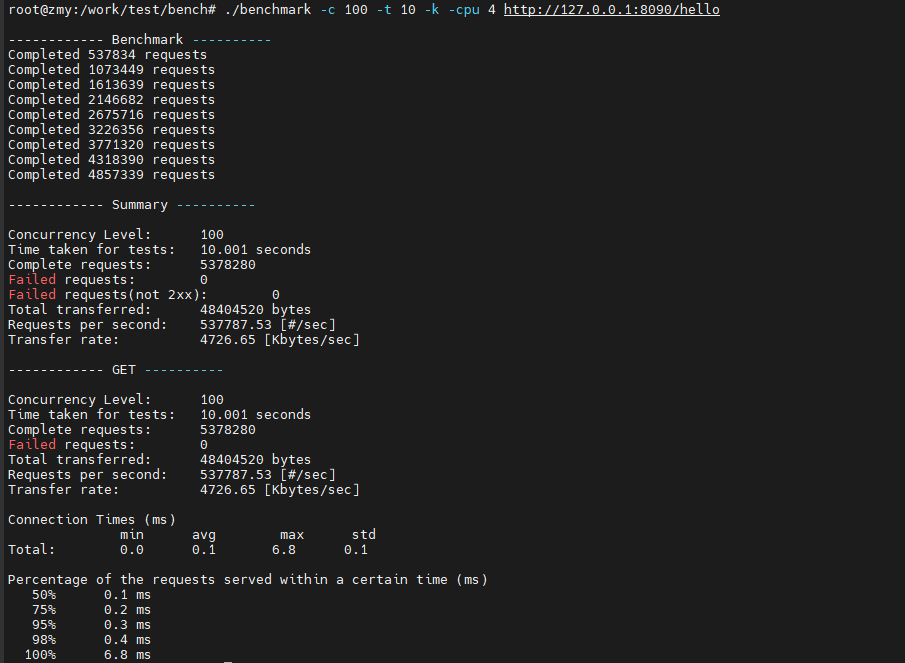 root@zmy:/work/test/bench# ./benchmark -c 100 -t 10 -k -cpu 4 http://127.0.0.1:8090/hello
------------ Benchmark ----------
Completed 537834 requests
Completed 1073449 requests
Completed 1613639 requests
Completed 2146682 requests
Completed 2675716 requests
Completed 3226356 requests
Completed 3771320 requests
Completed 4318390 requests
Completed 4857339 requests
------------ Summary ----------
Concurrency Level: 100
Time taken for tests: 10.001 seconds
Complete requests: 5378280
Failed requests: 0
Failed requests(not 2xx): 0
Total transferred: 48404520 bytes
Requests per second: 537787.53 [#/sec]
Transfer rate: 4726.65 [Kbytes/sec]
------------ GET ----------
Concurrency Level: 100
Time taken for tests: 10.001 seconds
Complete requests: 5378280
Failed requests: 0
Total transferred: 48404520 bytes
Requests per second: 537787.53 [#/sec]
Transfer rate: 4726.65 [Kbytes/sec]
Connection Times (ms)
min avg max std
Total: 0.0 0.1 6.8 0.1
Percentage of the requests served within a certain time (ms)
50% 0.1 ms
75% 0.2 ms
95% 0.3 ms
98% 0.4 ms
100% 6.8 ms